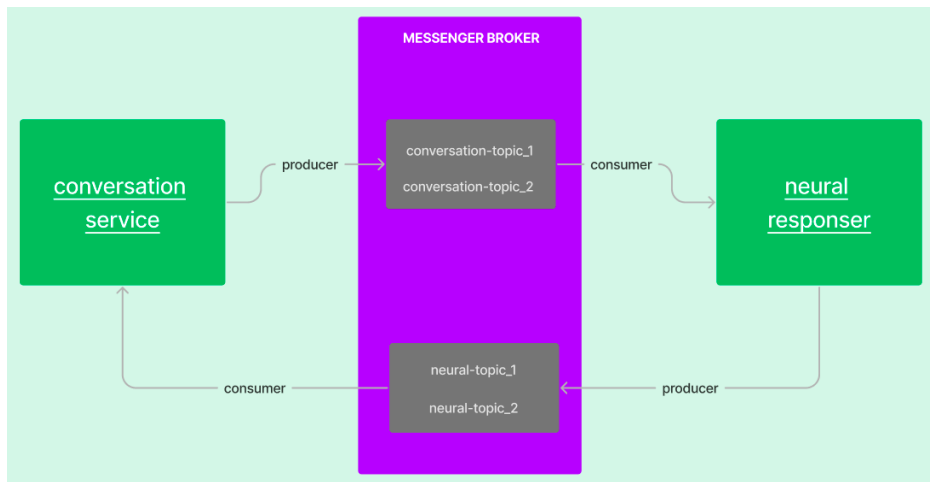 MESSENGER BROKER
conversation
service
producer
conversation-topic_1
conversation-topic_2
consumer
neural
responser
consumer
neural-topic_1
neural-topic_2
producer